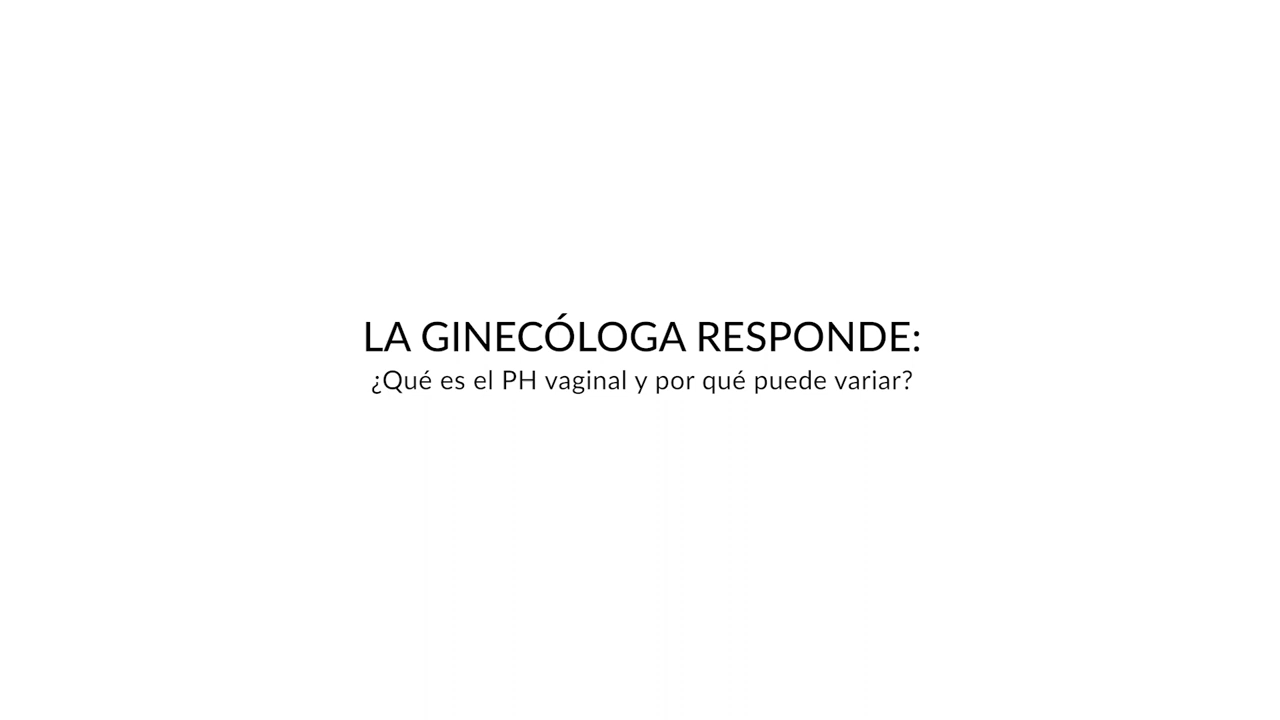 LA GINECÓLOGA RESPONDE:
¿Qué es el PH vaginal y por qué puede variar?